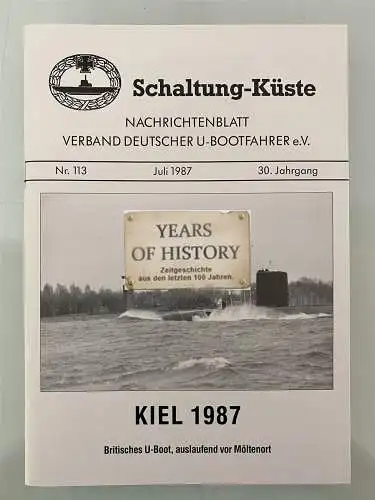 Schaltung-Küste
NACHRICHTENBLATT
VERBAND DEUTSCHER U-BOOTFAHRER e.V.
Nr. 113 Juli 1987 30. Jahrgang
YEARS
OF HISTORY
Zeitgeschichte
aus den letzten 100 Jahren.
KIEL 1987
Britisches U-Boot, auslaufend vor Möltenort